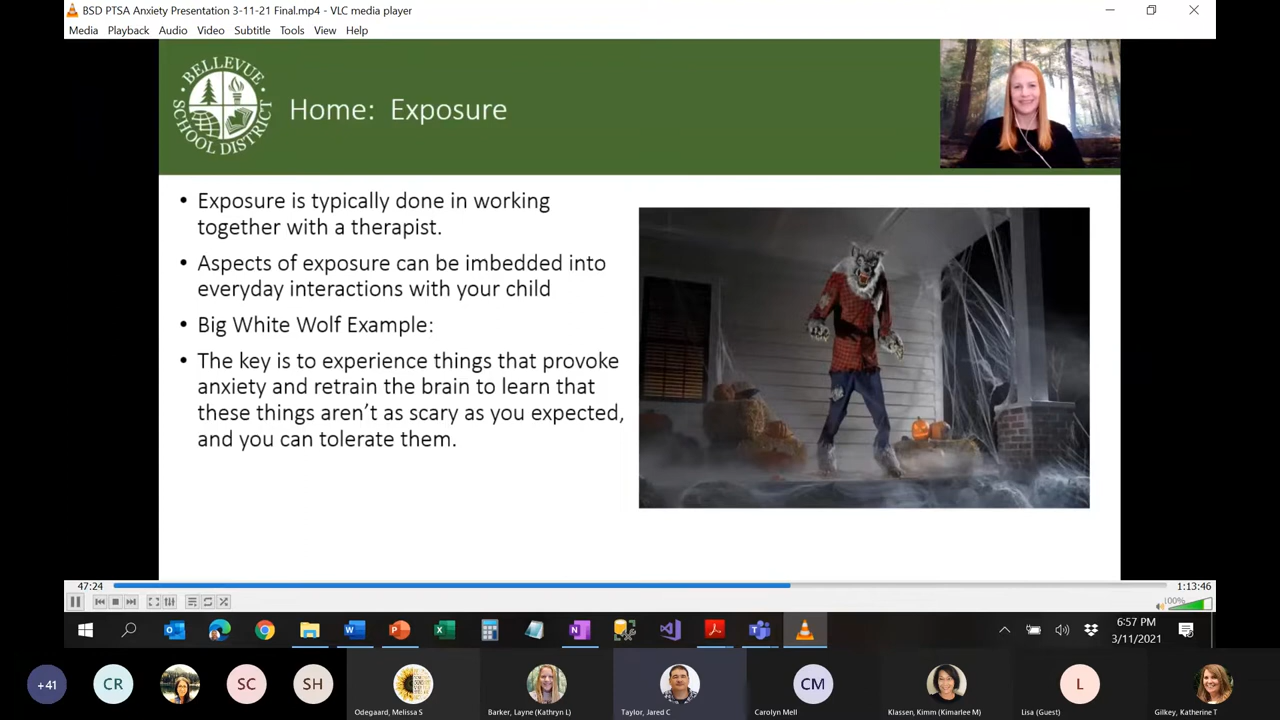 BSD PTSA Anxiety Presentation 3-11-21 Final.mp4 - VLC media player
Media Playback Audio Video Subtitle Tools View Help
BELLEVUE
SCHOOL DISTRICT
Home: Exposure
• Exposure is typically done in working
together with a therapist.
• Aspects of exposure can be imbedded into
everyday interactions with your child
• Big White Wolf Example:
• The key is to experience things that provoke
anxiety and retrain the brain to learn that
these things aren't as scary as you expected,
and you can tolerate them.
47:24
1:13:46
100%
6:57 PM
3/11/2021
+41
CR
SC
SH
CM
L
Odegaard, Melissa S
Barker, Layne (Kathryn L)
Taylor, Jared C
Carolyn Mell
Klassen, Kimm (Kimarlee M)
Lisa (Guest)
Gilkey, Katherine T